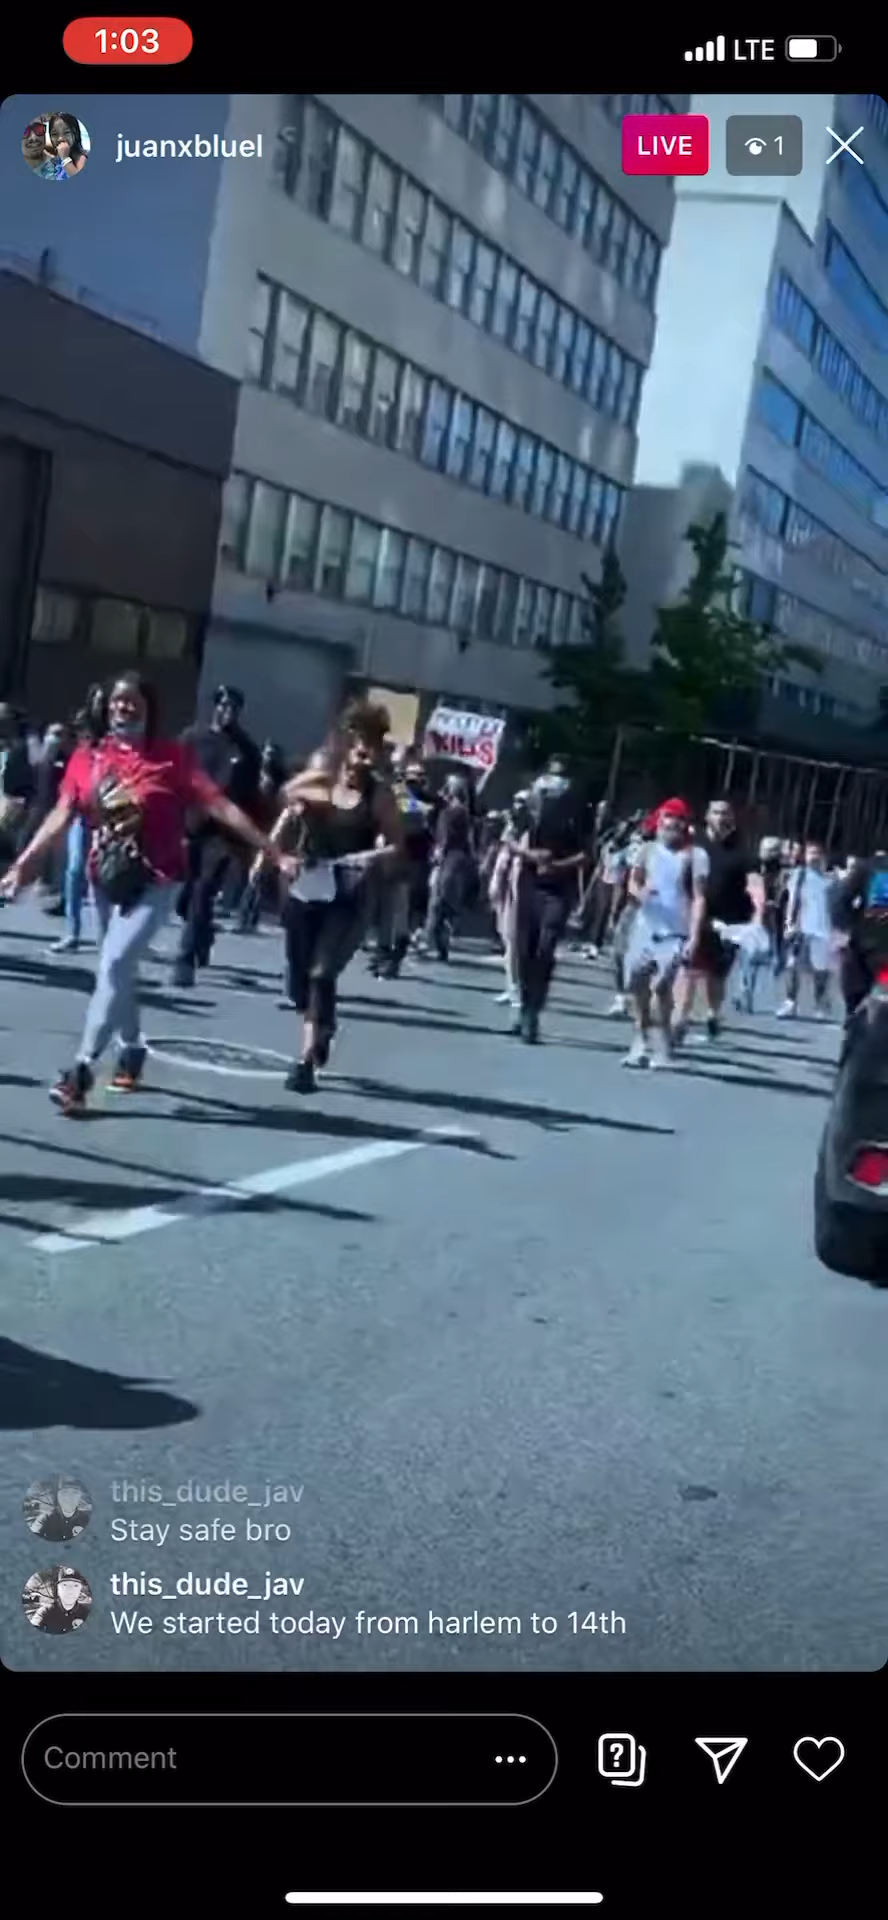 1:03
LTE
juanxbluel
LIVE
1
KILLS
this_dude_jav
Stay safe bro
this_dude_jav
We started today from harlem to 14th
Comment
?